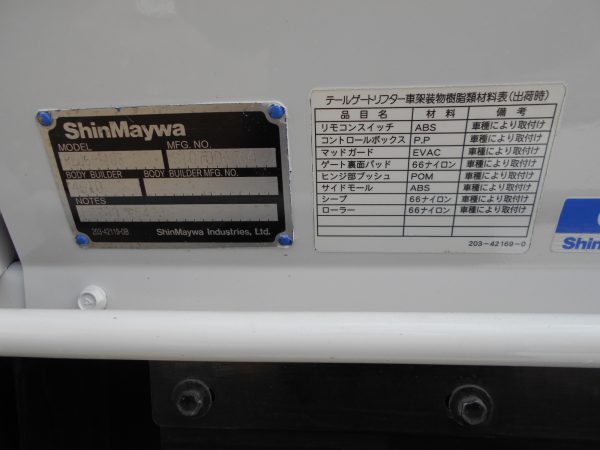 ShinMaywa
MODEL MFG. NO.
BODY BUILDER BODY BUILDER MFG. NO.
NOTES
203-42119-0B ShinMaywa Industries, Ltd.
テールゲートリフター車架装物樹脂類材料表(出荷時)
品目名 材料 備考
リモコンスイッチ ABS 車種により取付け
コントロールボックス P.P 車種により取付け
マッドガード EVAC 車種により取付け
ゲート裏面パッド 66ナイロン 車種により取付け
ヒンジ部ブッシュ POM 車種により取付け
サイドモール ABS 車種により取付け
シーブ 66ナイロン 車種により取付け
ローラー 66ナイロン 車種により取付け
203-42169-0
Shin